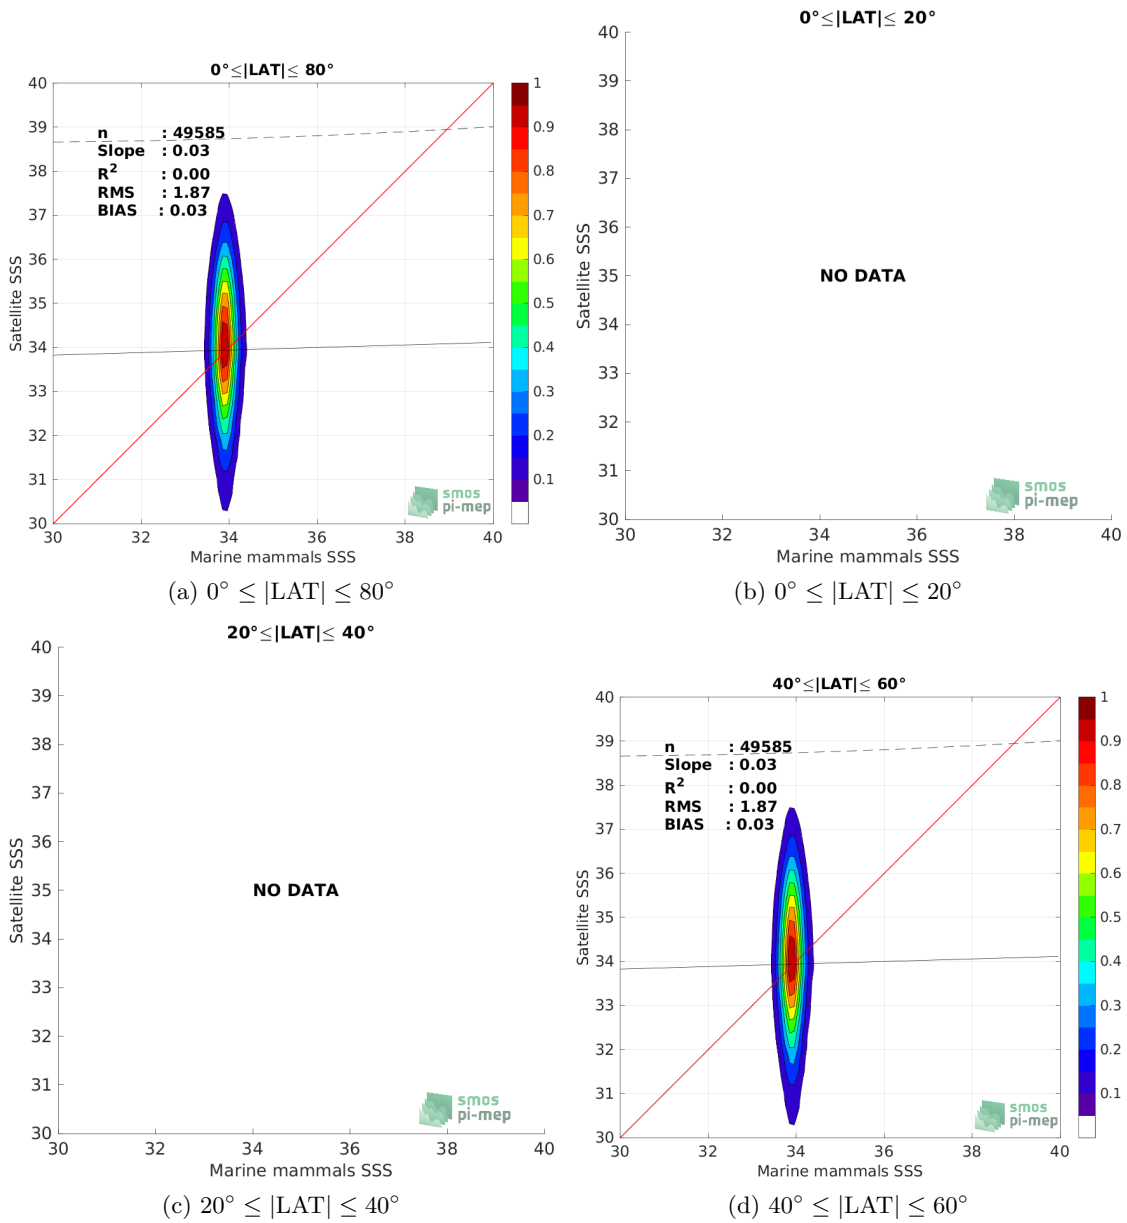 0°≤|LAT|≤ 80°
40
39
38
37
36
35
34
33
32
31
30
Satellite SSS
n : 49585
Slope : 0.03
R² : 0.00
RMS : 1.87
BIAS : 0.03
1
0.9
0.8
0.7
0.6
0.5
0.4
0.3
0.2
0.1
smos
pi-mep
30 32 34 36 38 40
Marine mammals SSS
(a) 0° ≤ |LAT| ≤ 80°
0°≤|LAT|≤ 20°
40
39
38
37
36
35
34
33
32
31
30
Satellite SSS
NO DATA
smos
pi-mep
30 32 34 36 38 40
Marine mammals SSS
(b) 0° ≤ |LAT| ≤ 20°
20°≤|LAT|≤ 40°
40
39
38
37
36
35
34
33
32
31
30
Satellite SSS
NO DATA
smos
pi-mep
30 32 34 36 38 40
Marine mammals SSS
(c) 20° ≤ |LAT| ≤ 40°
40°≤|LAT|≤ 60°
40
39
38
37
36
35
34
33
32
31
30
Satellite SSS
n : 49585
Slope : 0.03
R² : 0.00
RMS : 1.87
BIAS : 0.03
1
0.9
0.8
0.7
0.6
0.5
0.4
0.3
0.2
0.1
smos
pi-mep
30 32 34 36 38 40
Marine mammals SSS
(d) 40° ≤ |LAT| ≤ 60°